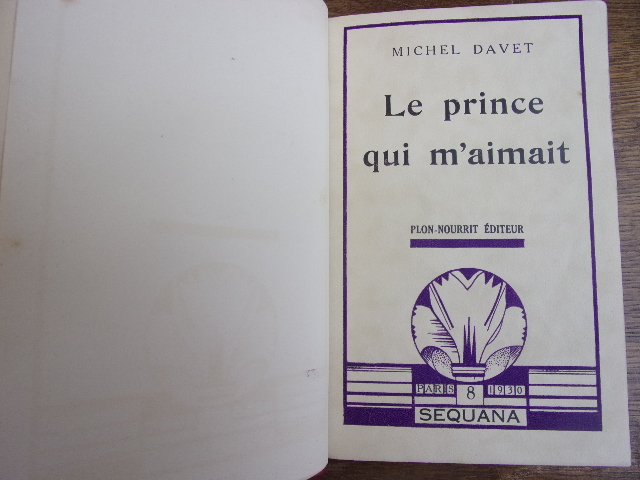 MICHEL DAVET
Le prince
qui m'aimait
PLON-NOURRIT ÉDITEUR
PARIS 8 1930
SEQUANA